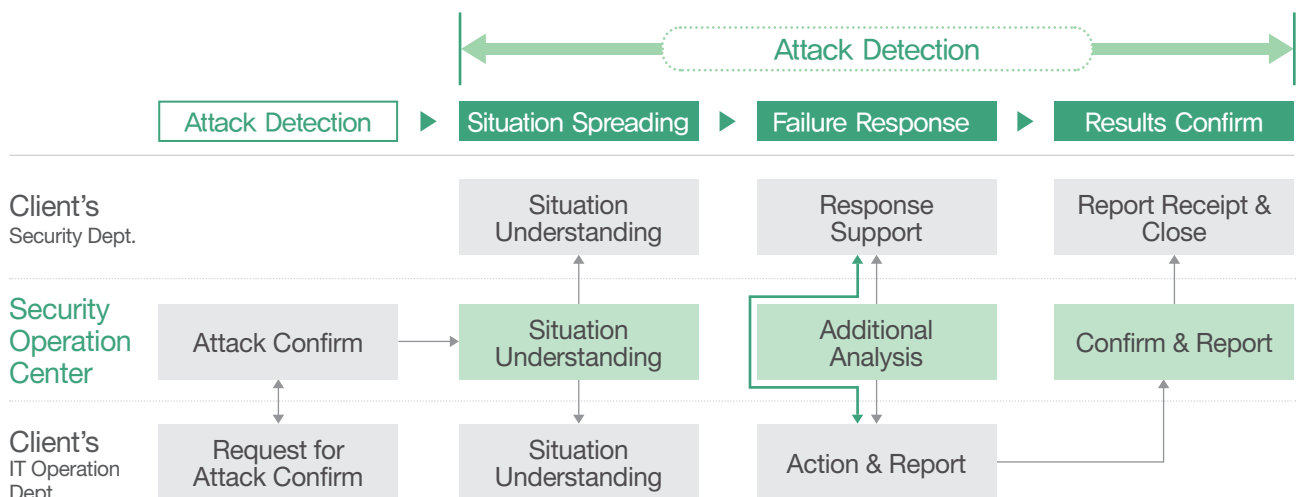 Attack Detection
Attack Detection
Situation Spreading
Failure Response
Results Confirm
Client's
Security Dept.
Situation
Understanding
Response
Support
Report Receipt &
Close
Security
Operation
Center
Attack Confirm
Situation
Understanding
Additional
Analysis
Confirm & Report
Client's
IT Operation
Dept
Request for
Attack Confirm
Situation
Understanding
Action & Report